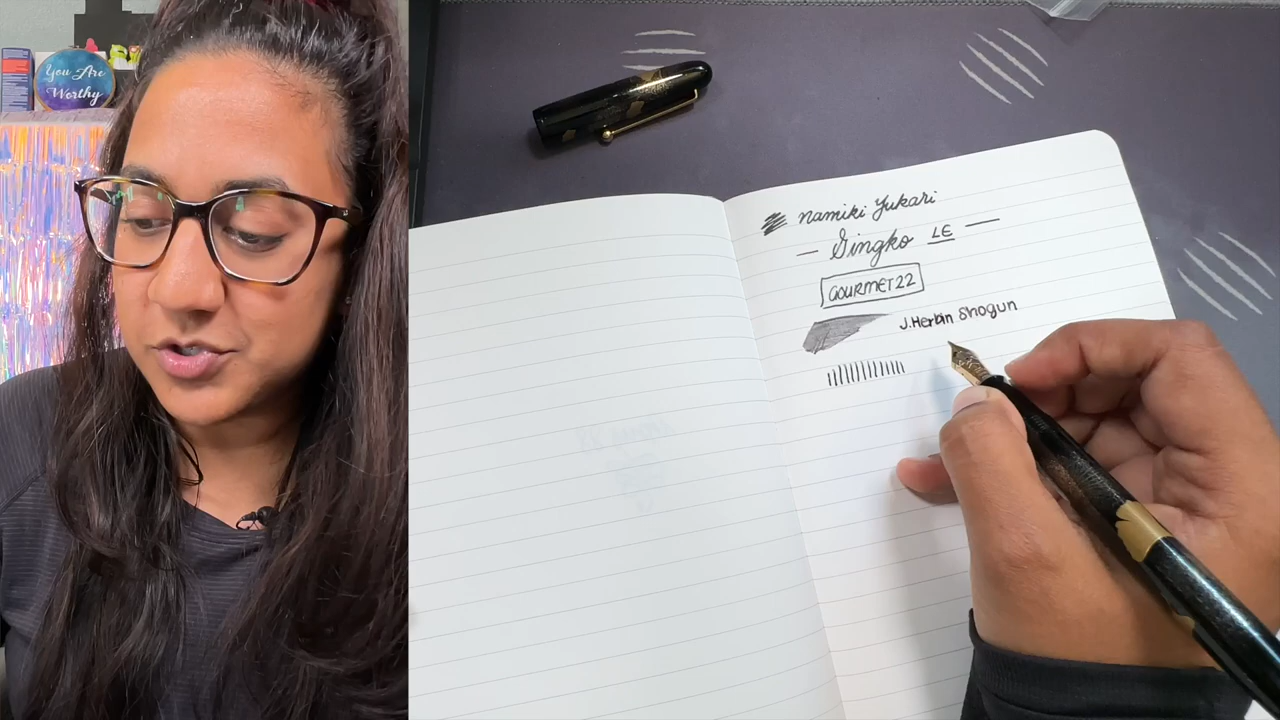 You Are
Worthy
Namiki Yukari
— Gingko LE —
GOURMET22
J. Herbin Shogun